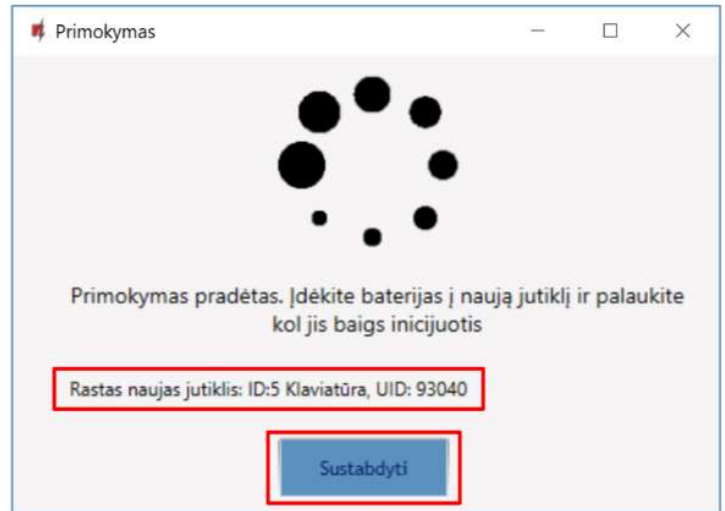 Primokymas
Primokymas pradėtas. Įdėkite baterijas į naują jutiklį ir palaukite
kol jis baigs inicijuotis
Rastas naujas jutiklis: ID:5 Klaviatūra, UID: 93040
Sustabdyti